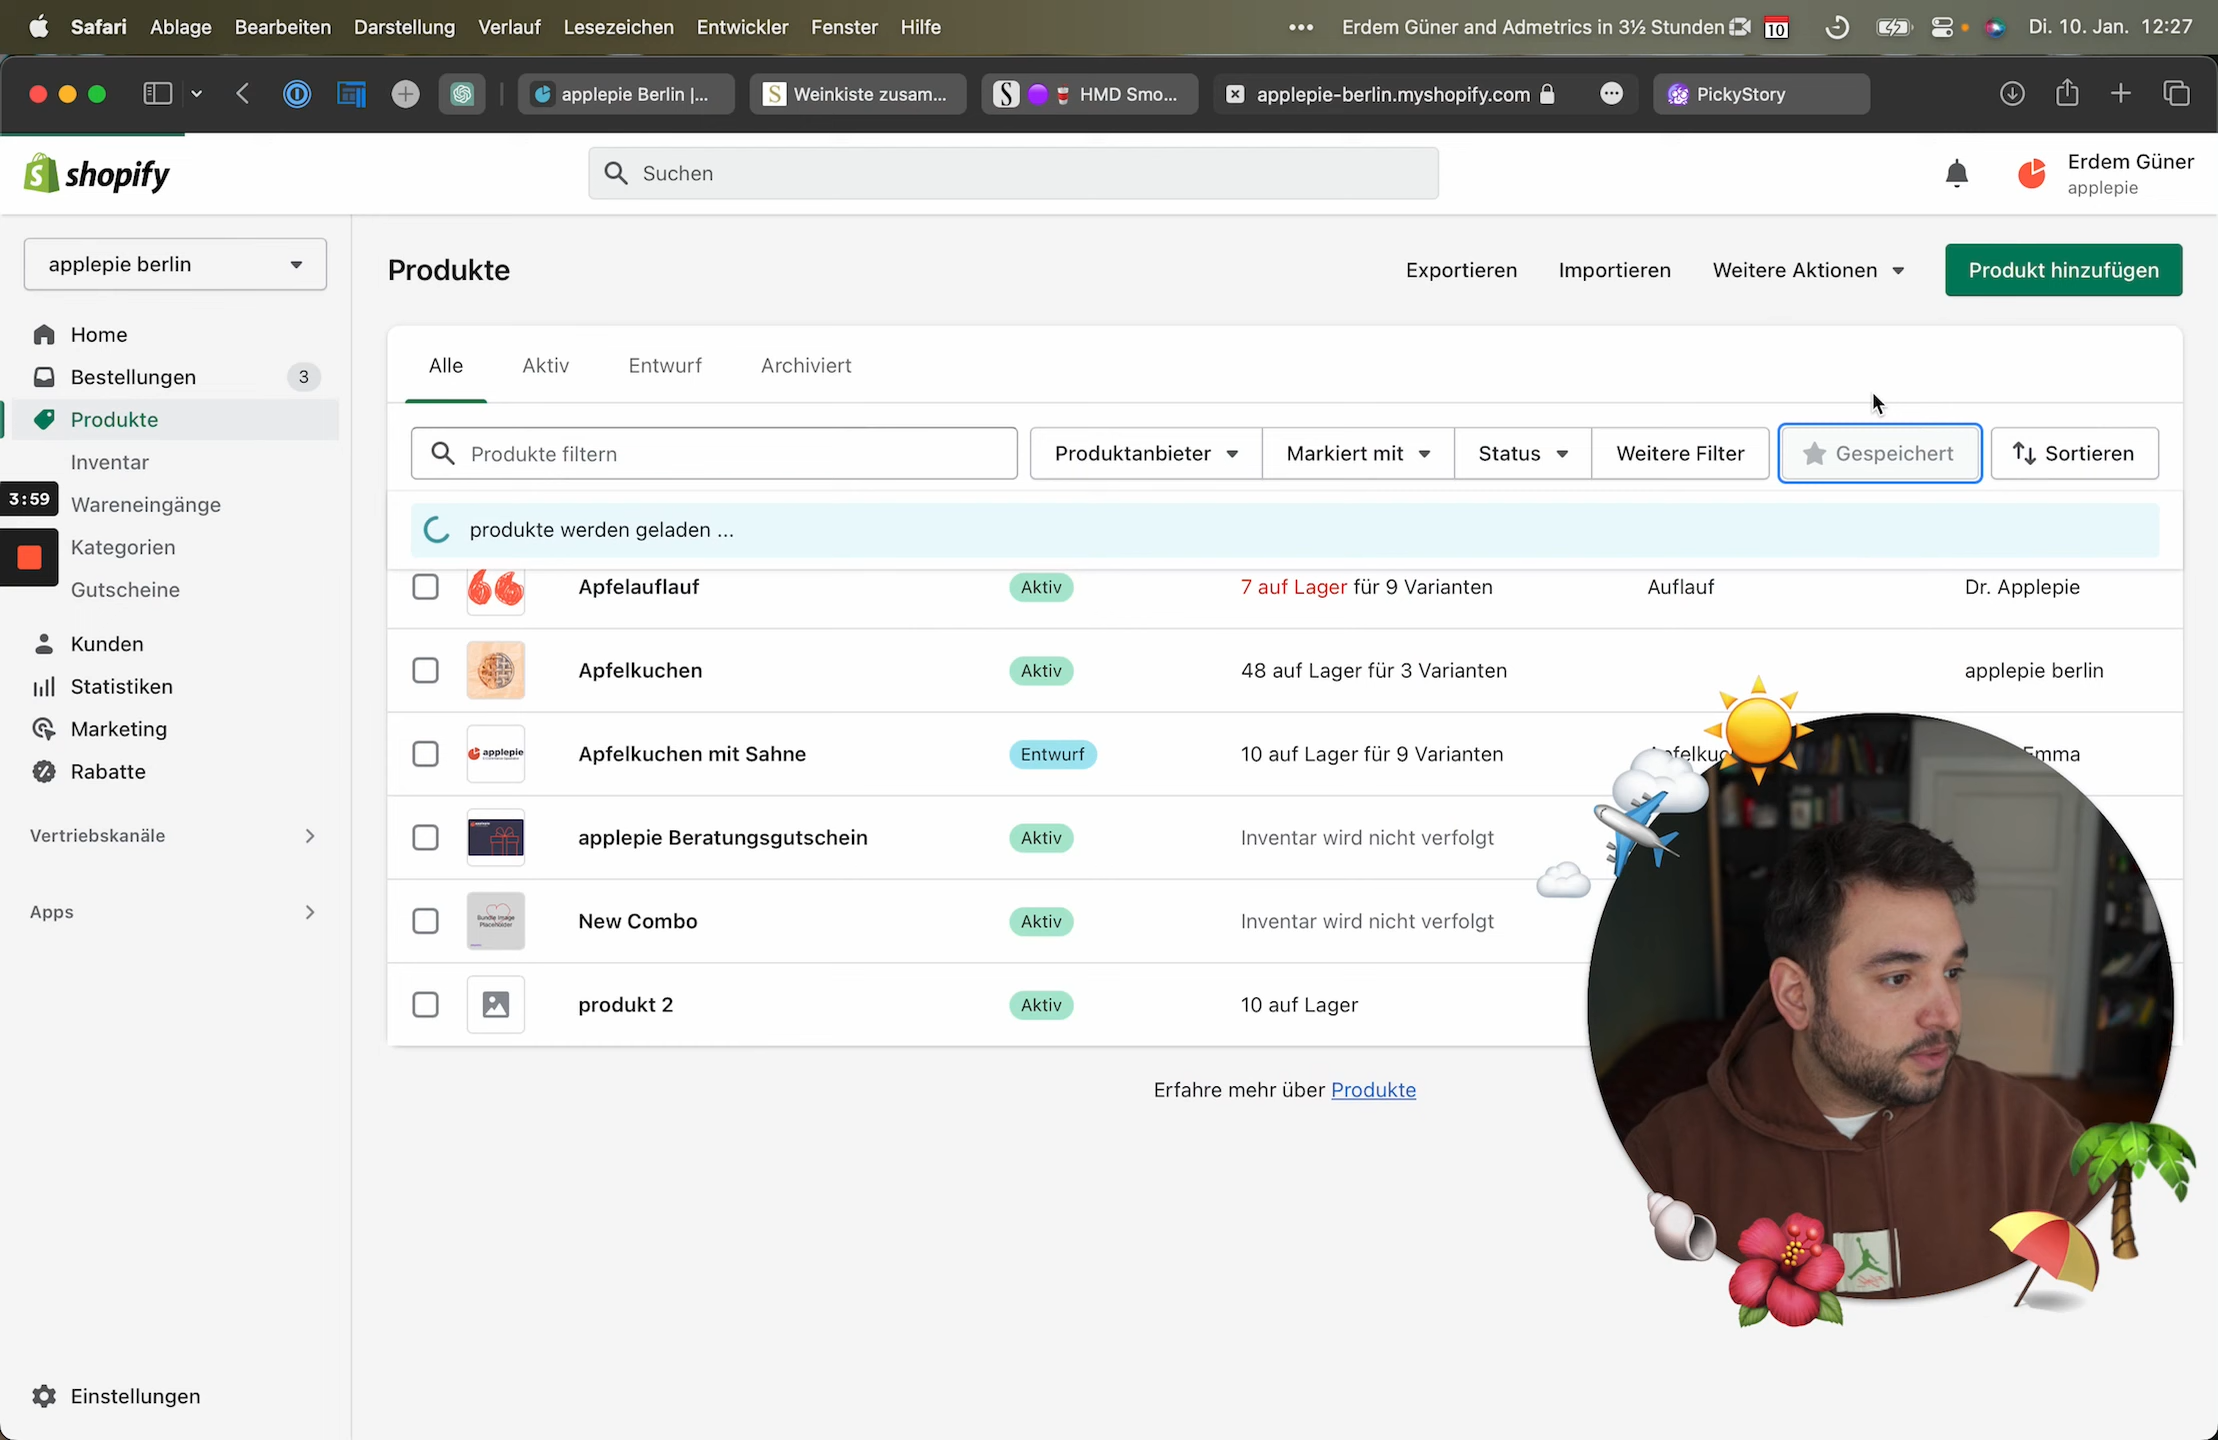 Safari Ablage Bearbeiten Darstellung Verlauf Lesezeichen Entwickler Fenster Hilfe ••• Erdem Güner and Admetrics in 3½ Stunden 10 Di. 10. Jan. 12:27
applepie Berlin |... S Weinkiste zusam... S HMD Smo... applepie-berlin.myshopify.com PickyStory
shopify
Suchen
Erdem Güner
applepie
applepie berlin
Produkte
Exportieren Importieren Weitere Aktionen Produkt hinzufügen
Home
Bestellungen 3
Produkte
Inventar
3:59
Wareneingänge
Kategorien
Gutscheine
Kunden
Statistiken
Marketing
Rabatte
Vertriebskanäle
Apps
Einstellungen
Alle Aktiv Entwurf Archiviert
Produkte filtern Produktanbieter Markiert mit Status Weitere Filter Gespeichert Sortieren
produkte werden geladen ...
Apfelauflauf Aktiv 7 auf Lager für 9 Varianten Auflauf Dr. Applepie
Apfelkuchen Aktiv 48 auf Lager für 3 Varianten applepie berlin
applepie Apfelkuchen mit Sahne Entwurf 10 auf Lager für 9 Varianten
applepie Beratungsgutschein Aktiv Inventar wird nicht verfolgt
Bundle Image
Placeholder
New Combo Aktiv Inventar wird nicht verfolgt
produkt 2 Aktiv 10 auf Lager
Erfahre mehr über Produkte